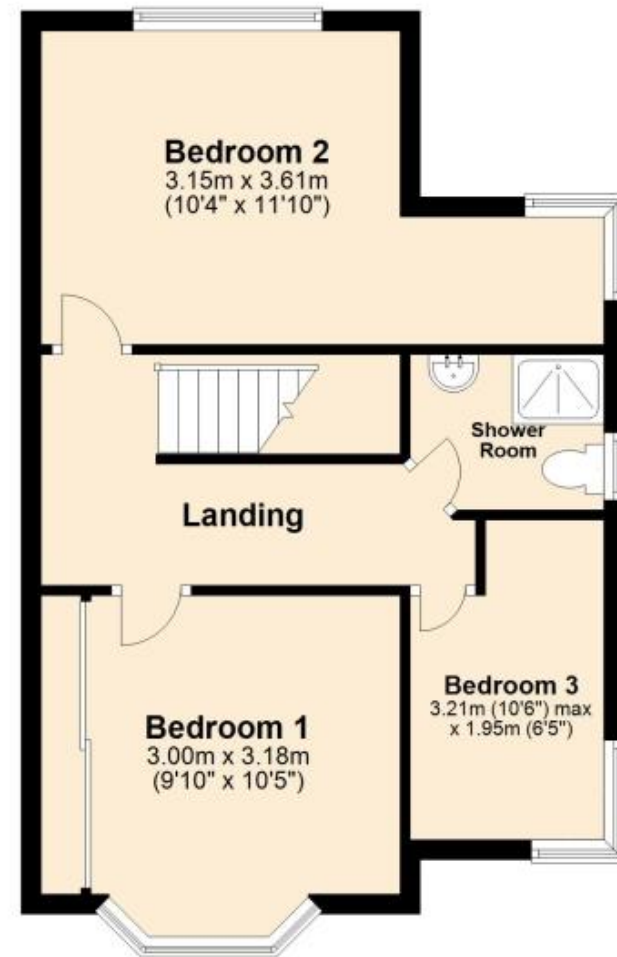 Bedroom 2
3.15m x 3.61m
(10'4" x 11'10")
Shower
Room
Landing
Bedroom 1
3.00m x 3.18m
(9'10" x 10'5")
Bedroom 3
3.21m (10'6") max
x 1.95m (6'5")